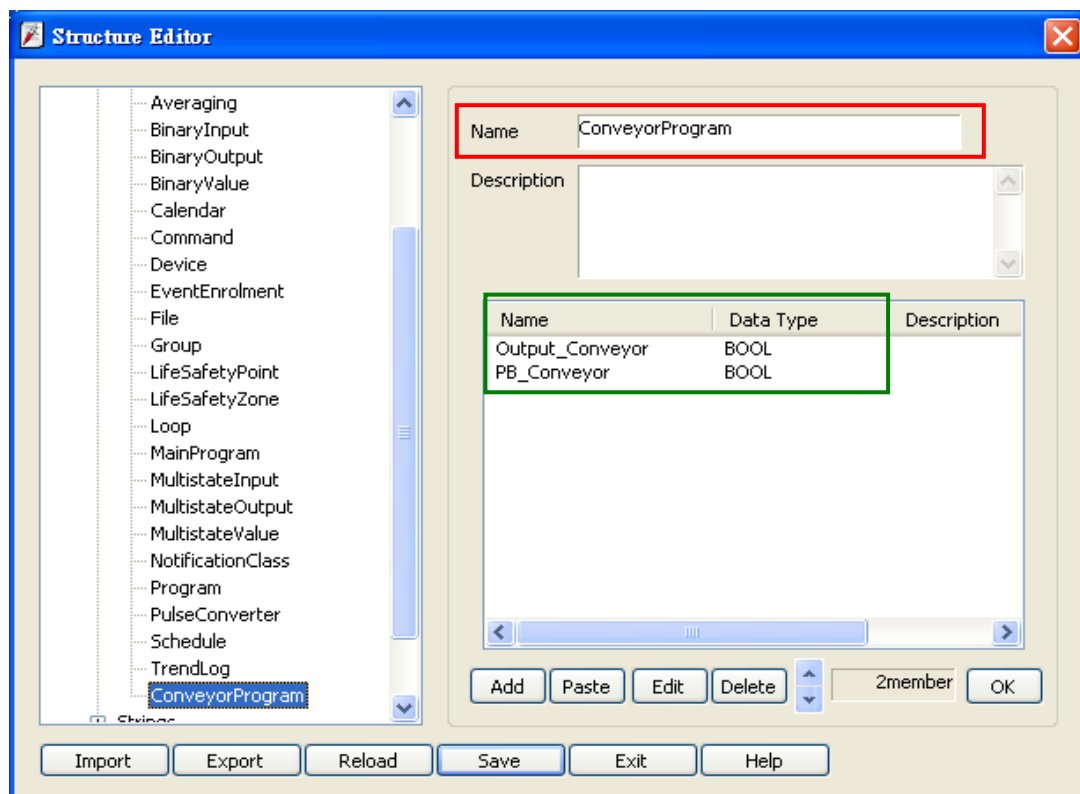 Structure Editor
Averaging
BinaryInput
BinaryOutput
BinaryValue
Calendar
Command
Device
EventEnrolment
File
Group
LifeSafetyPoint
LifeSafetyZone
Loop
MainProgram
MultistateInput
MultistateOutput
MultistateValue
NotificationClass
Program
PulseConverter
Schedule
TrendLog
ConveyorProgram
Strings
Name ConveyorProgram
Description
Name Data Type Description
Output_Conveyor BOOL
PB_Conveyor BOOL
Add Paste Edit Delete 2member OK
Import Export Reload Save Exit Help